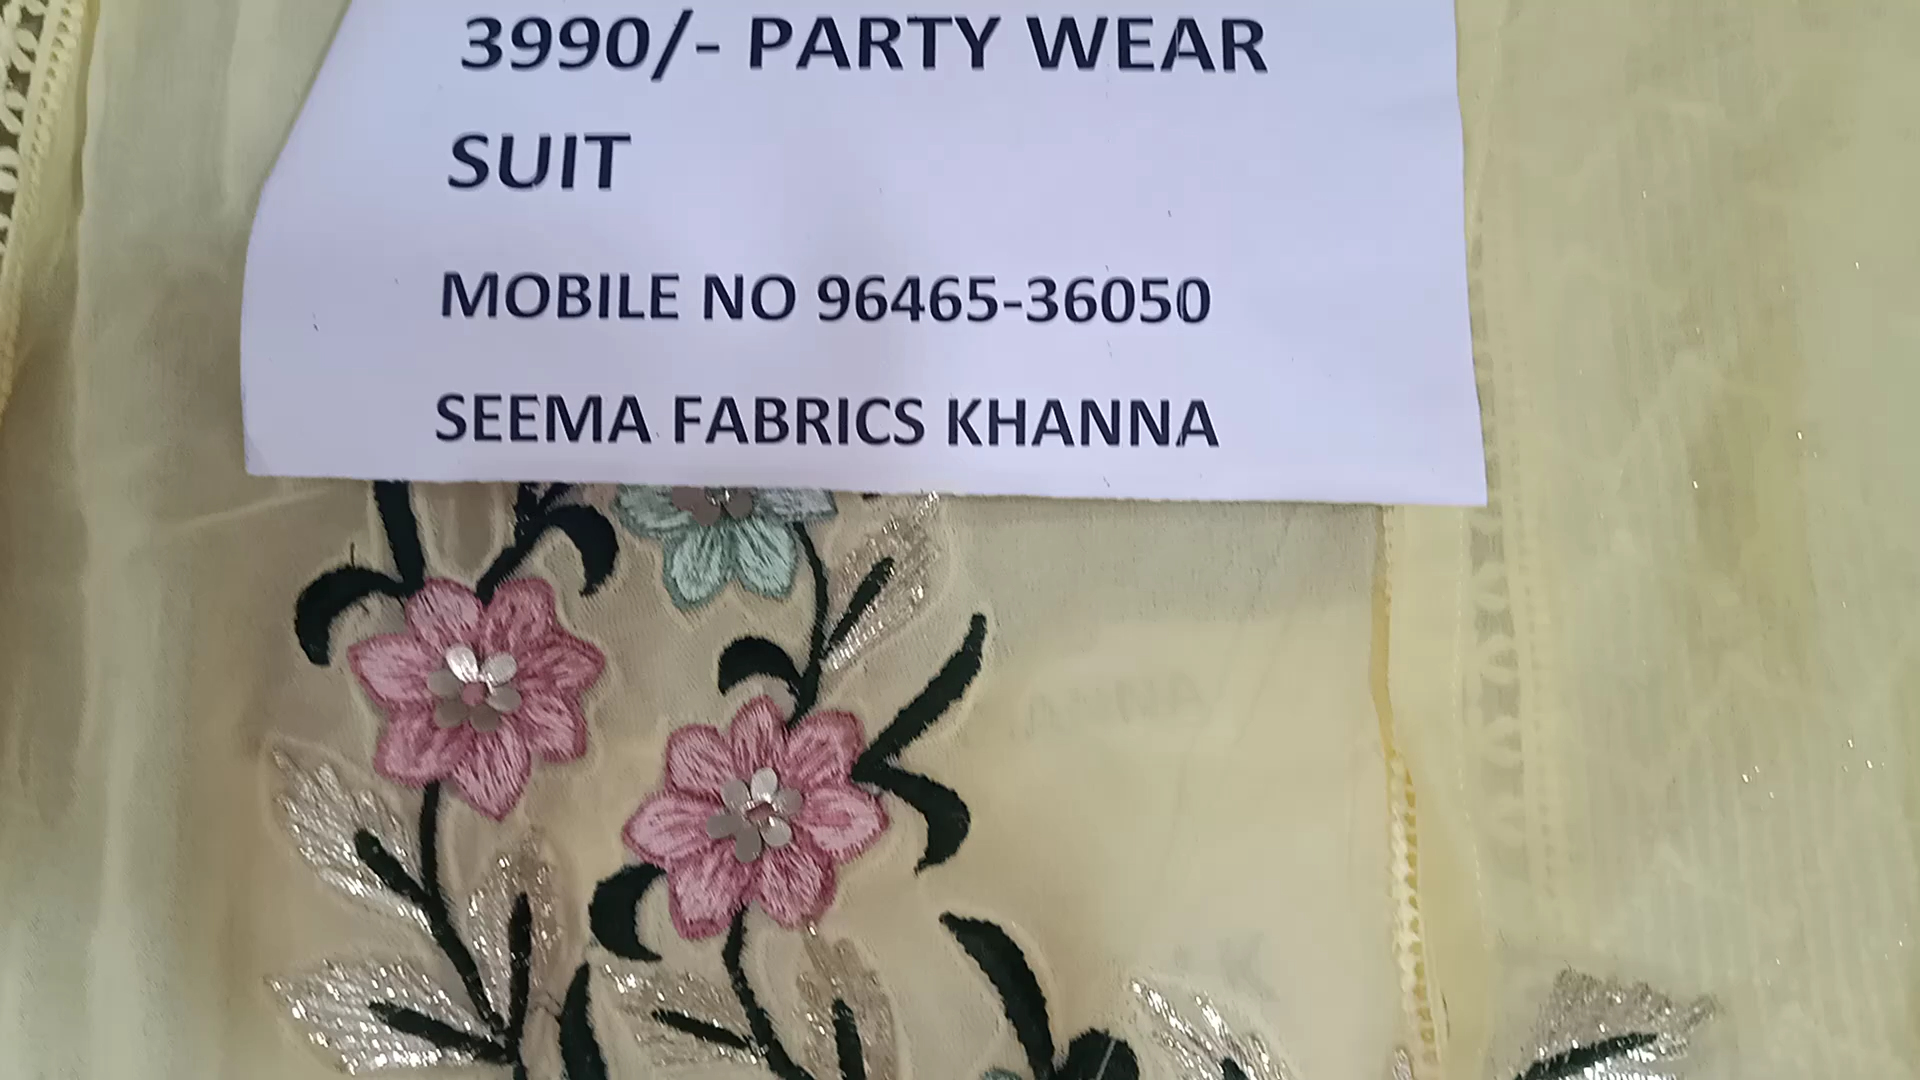 3990/- PARTY WEAR
SUIT
MOBILE NO 96465-36050
SEEMA FABRICS KHANNA